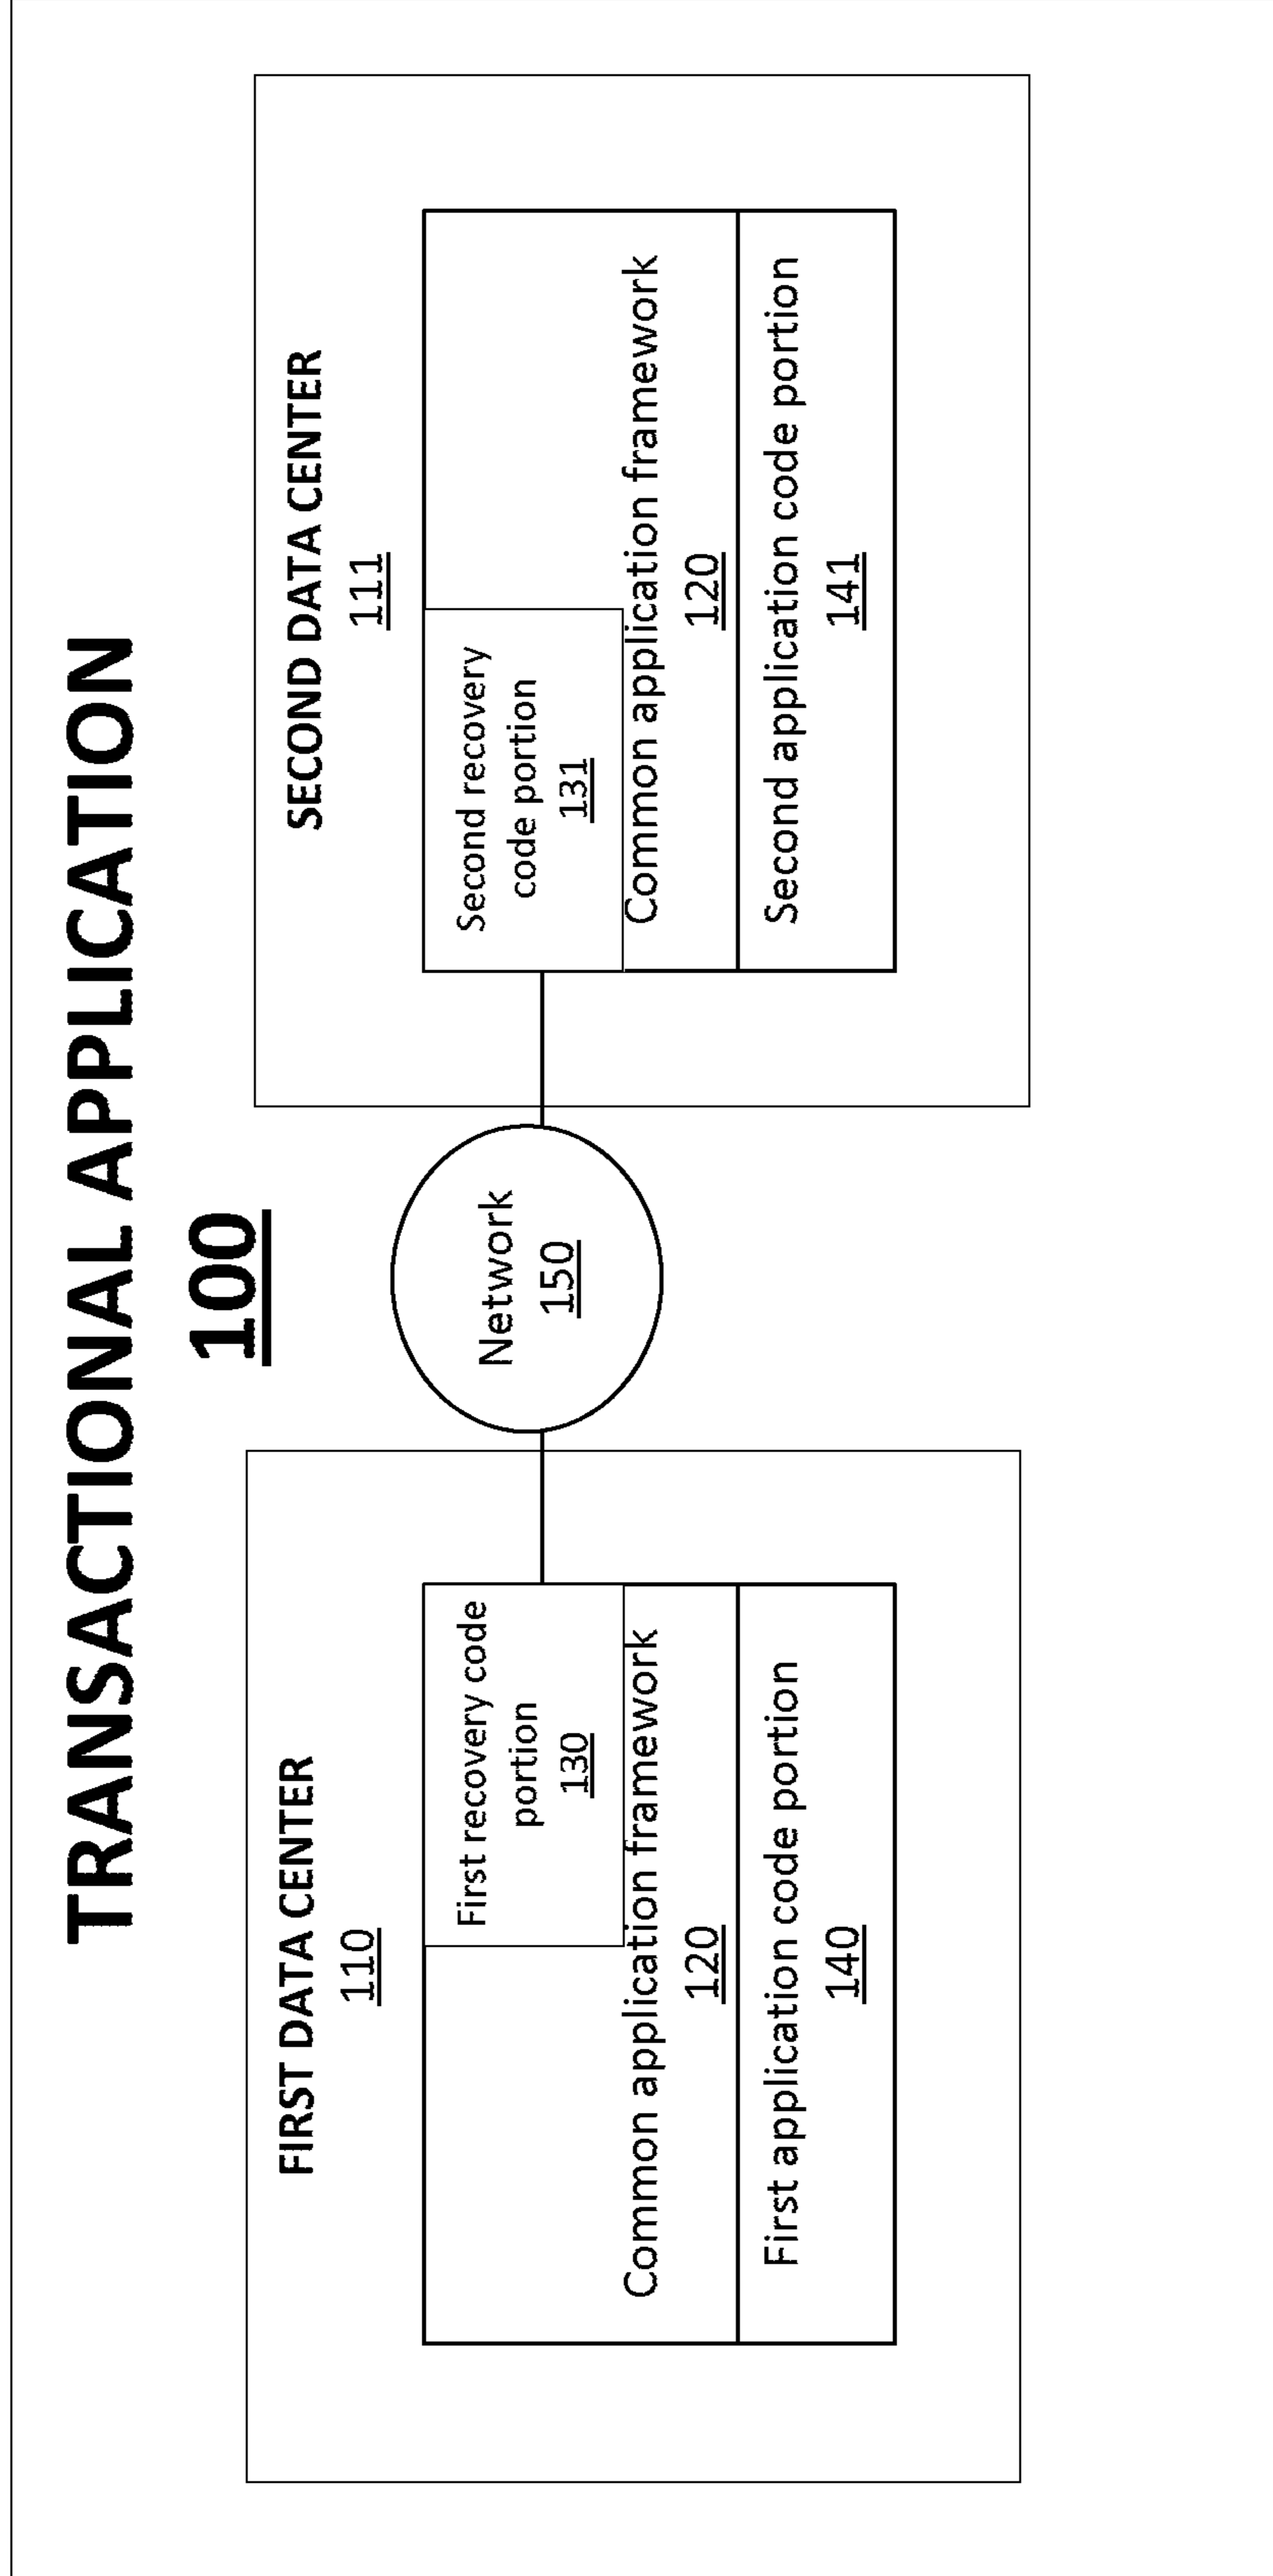 TRANSACTIONAL APPLICATION
100
FIRST DATA CENTER
110
First recovery code
portion
130
Common application framework
120
First application code portion
140
Network
150
SECOND DATA CENTER
111
Second recovery
code portion
131
Common application framework
120
Second application code portion
141